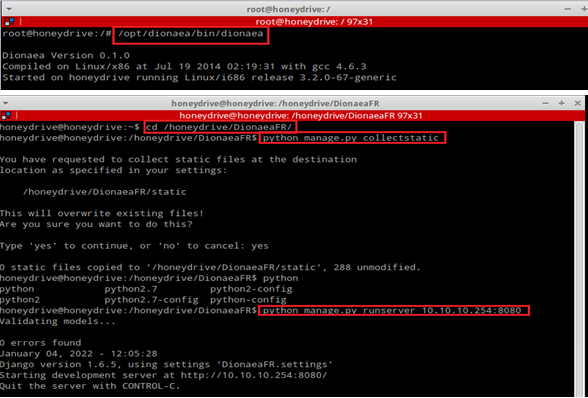 root@honeydrive: /
root@honeydrive: / 97x31
root@honeydrive:/# /opt/dionaea/bin/dionaea
Dionaea Version 0.1.0
Compiled on Linux/x86 at Jul 19 2014 02:19:31 with gcc 4.6.3
Started on honeydrive running Linux/i686 release 3.2.0-67-generic
honeydrive@honeydrive: /honeydrive/DionaeaFR
honeydrive@honeydrive: /honeydrive/DionaeaFR 97x31
honeydrive@honeydrive:~$ cd /honeydrive/DionaeaFR/
honeydrive@honeydrive:/honeydrive/DionaeaFR$ python manage.py collectstatic
You have requested to collect static files at the destination
location as specified in your settings:
/honeydrive/DionaeaFR/static
This will overwrite existing files!
Are you sure you want to do this?
Type 'yes' to continue, or 'no' to cancel: yes
0 static files copied to '/honeydrive/DionaeaFR/static', 288 unmodified.
honeydrive@honeydrive:/honeydrive/DionaeaFR$ python
python python2.7 python2-config
python2 python2.7-config python-config
honeydrive@honeydrive:/honeydrive/DionaeaFR$ python manage.py runserver 10.10.10.254:8080
Validating models...
0 errors found
January 04, 2022 - 12:05:28
Django version 1.6.5, using settings 'DionaeaFR.settings'
Starting development server at http://10.10.10.254:8080/
Quit the server with CONTROL-C.